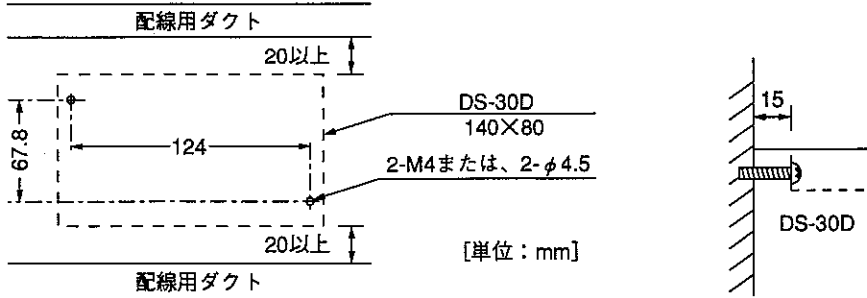 配線用ダクト
20以上
DS-30D
140×80
15
67.8
124
2-M4または、2-φ4.5
DS-30D
20以上
[単位：mm]
配線用ダクト